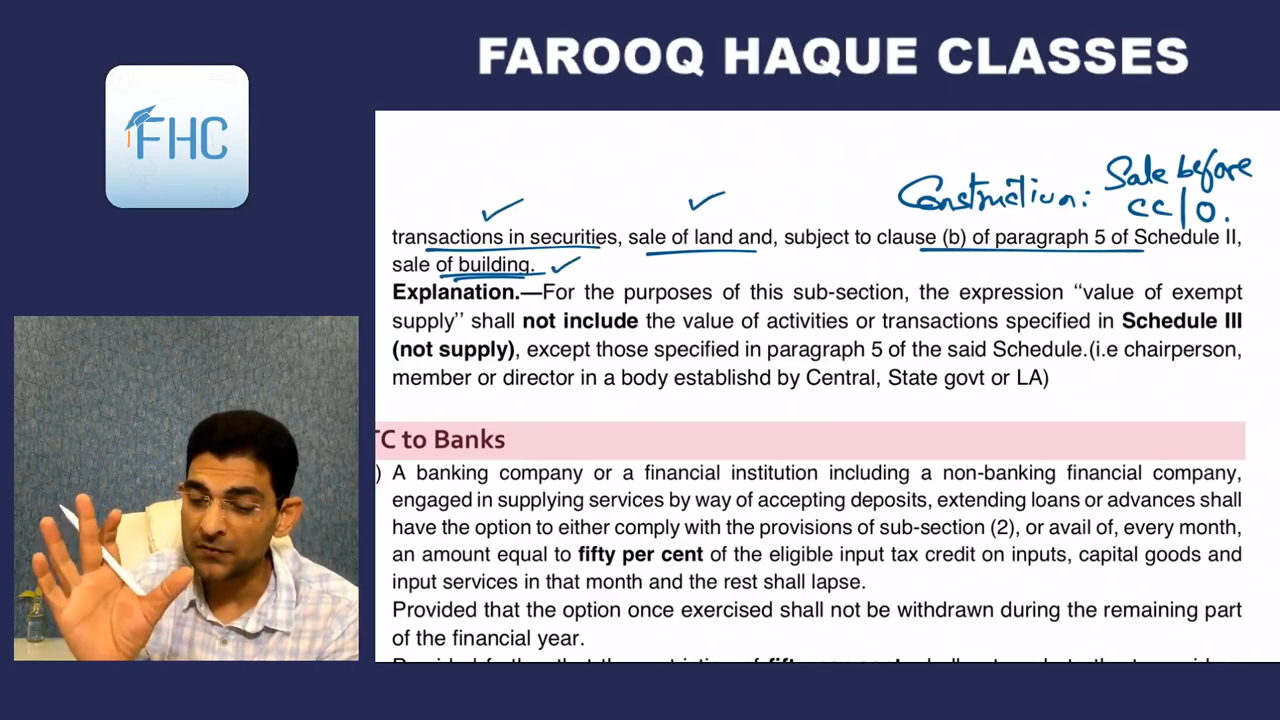 FAROOQ HAQUE CLASSES
FHC
Construction: Sale before
CC/O.
transactions in securities, sale of land and, subject to clause (b) of paragraph 5 of Schedule II,
sale of building.
Explanation.—For the purposes of this sub-section, the expression ‘‘value of exempt
supply’’ shall not include the value of activities or transactions specified in Schedule III
(not supply), except those specified in paragraph 5 of the said Schedule.(i.e chairperson,
member or director in a body establishd by Central, State govt or LA)
TC to Banks
) A banking company or a financial institution including a non-banking financial company,
engaged in supplying services by way of accepting deposits, extending loans or advances shall
have the option to either comply with the provisions of sub-section (2), or avail of, every month,
an amount equal to fifty per cent of the eligible input tax credit on inputs, capital goods and
input services in that month and the rest shall lapse.
Provided that the option once exercised shall not be withdrawn during the remaining part
of the financial year.